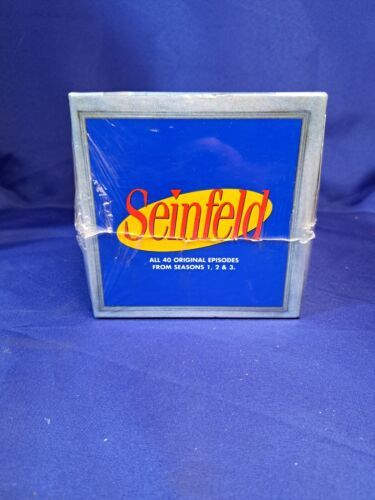 Seinfeld
ALL 40 ORIGINAL EPISODES
FROM SEASONS 1, 2 & 3.